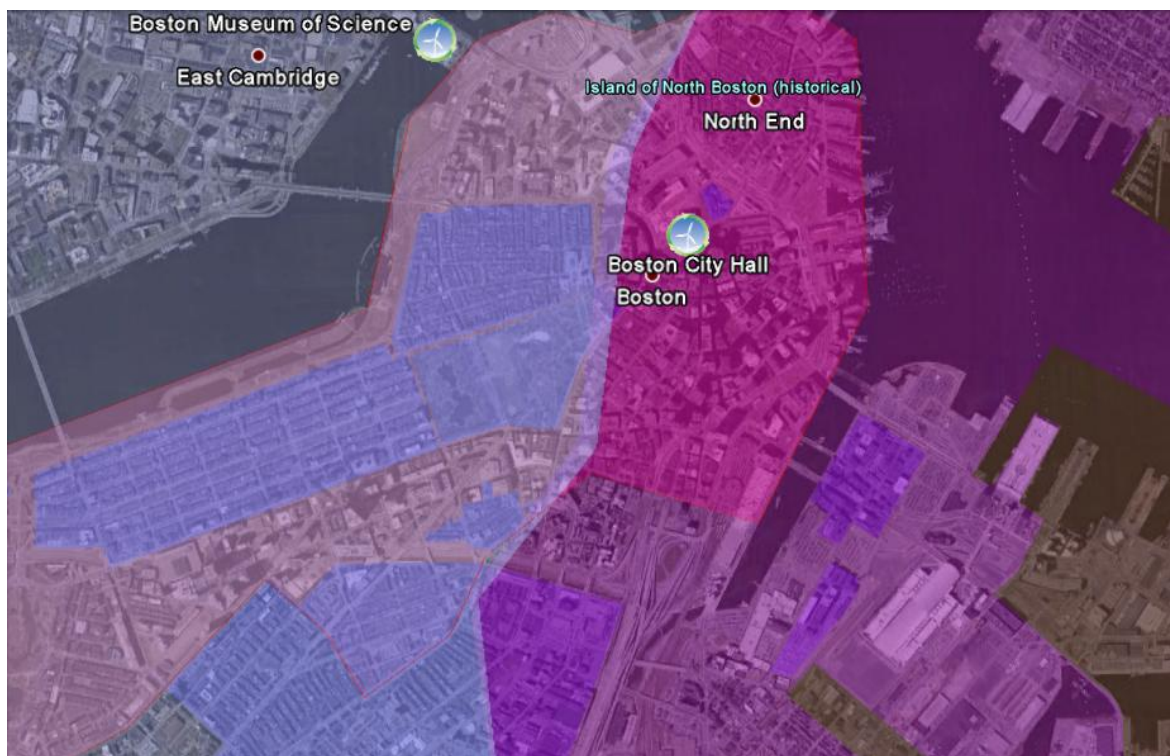 Boston Museum of Science
East Cambridge
Island of North Boston (historical)
North End
Boston City Hall
Boston